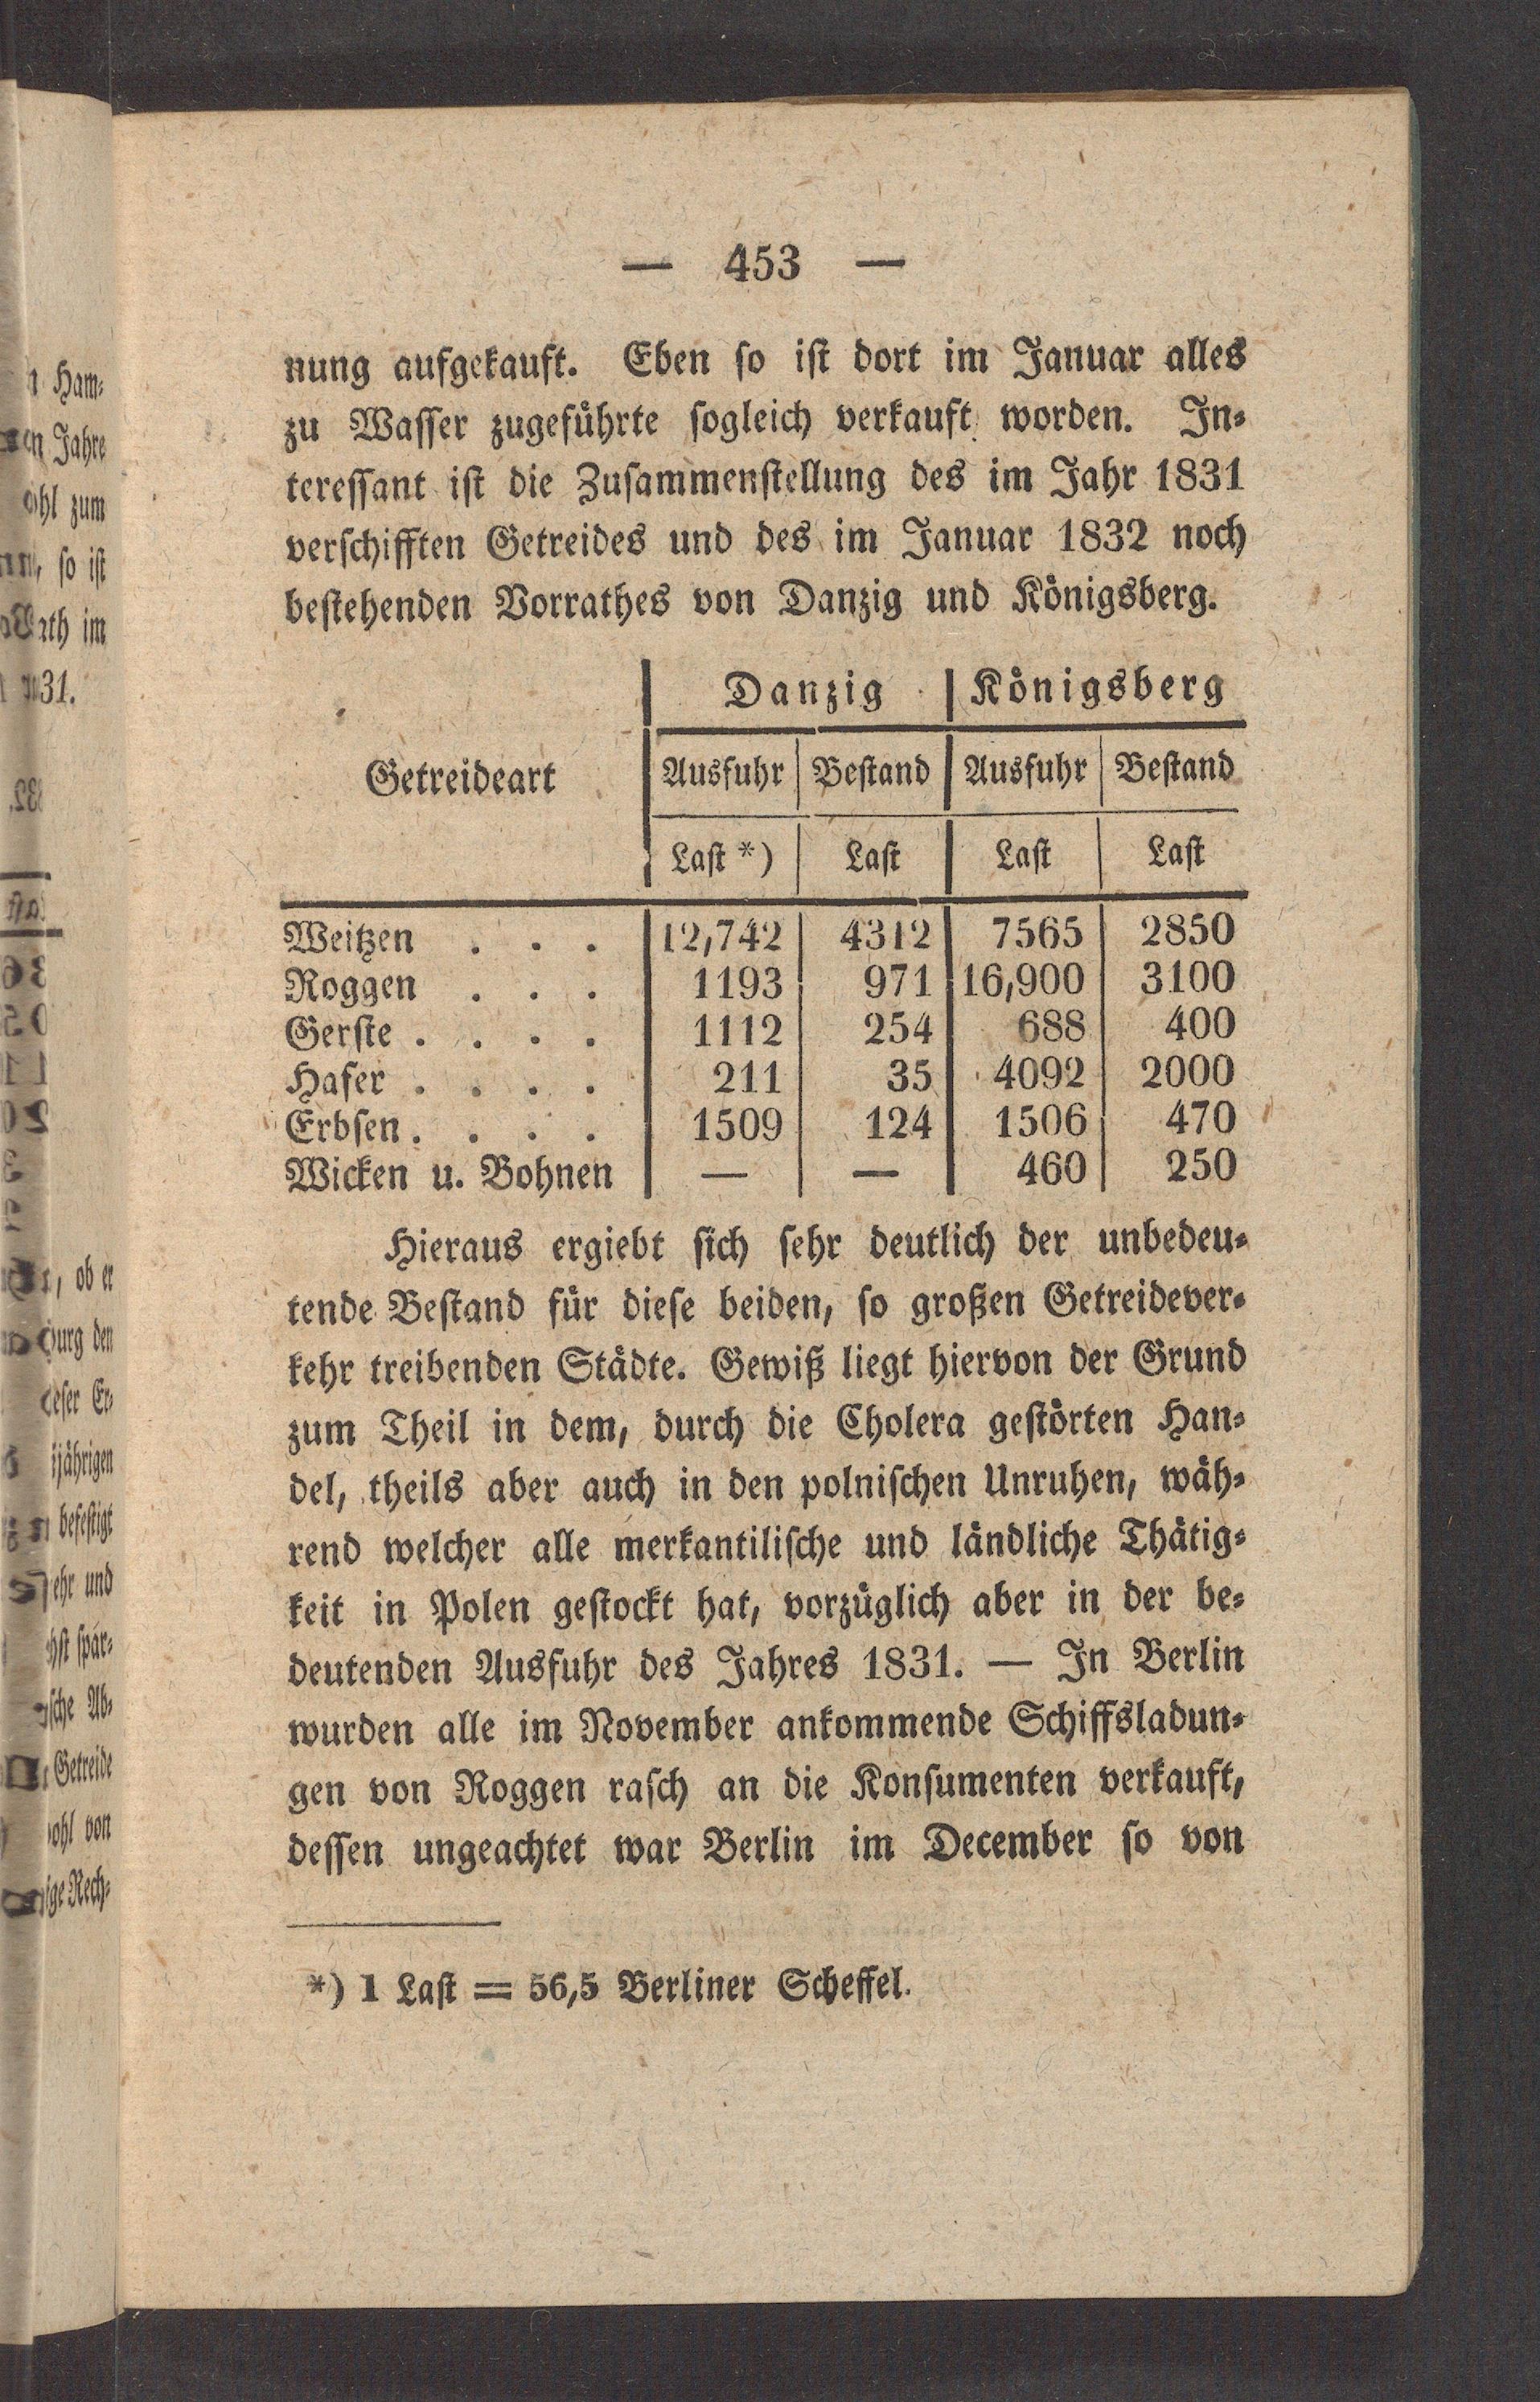 — 453 —
nung aufgekauft. Eben so ist dort im Januar alles
zu Wasser zugeführte sogleich verkauft worden. In-
teressant ist die Zusammenstellung des im Jahr 1831
verschifften Getreides und des im Januar 1832 noch
bestehenden Vorrathes von Danzig und Königsberg.
Getreideart | Danzig | Königsberg
Ausfuhr | Bestand | Ausfuhr | Bestand
Last *) | Last | Last | Last
Weitzen . . . | 12,742 | 4312 | 7565 | 2850
Roggen . . . | 1193 | 971 | 16,900 | 3100
Gerste . . . . | 1112 | 254 | 688 | 400
Hafer . . . . | 211 | 35 | 4092 | 2000
Erbsen . . . . | 1509 | 124 | 1506 | 470
Wicken u. Bohnen | — | — | 460 | 250
Hieraus ergiebt sich sehr deutlich der unbedeu-
tende Bestand für diese beiden, so großen Getreidever-
kehr treibenden Städte. Gewiß liegt hiervon der Grund
zum Theil in dem, durch die Cholera gestörten Han-
del, theils aber auch in den polnischen Unruhen, wäh-
rend welcher alle merkantilische und ländliche Thätig-
keit in Polen gestockt hat, vorzüglich aber in der be-
deutenden Ausfuhr des Jahres 1831. — In Berlin
wurden alle im November ankommende Schiffsladun-
gen von Roggen rasch an die Konsumenten verkauft,
dessen ungeachtet war Berlin im December so von
*) 1 Last = 56,5 Berliner Scheffel.